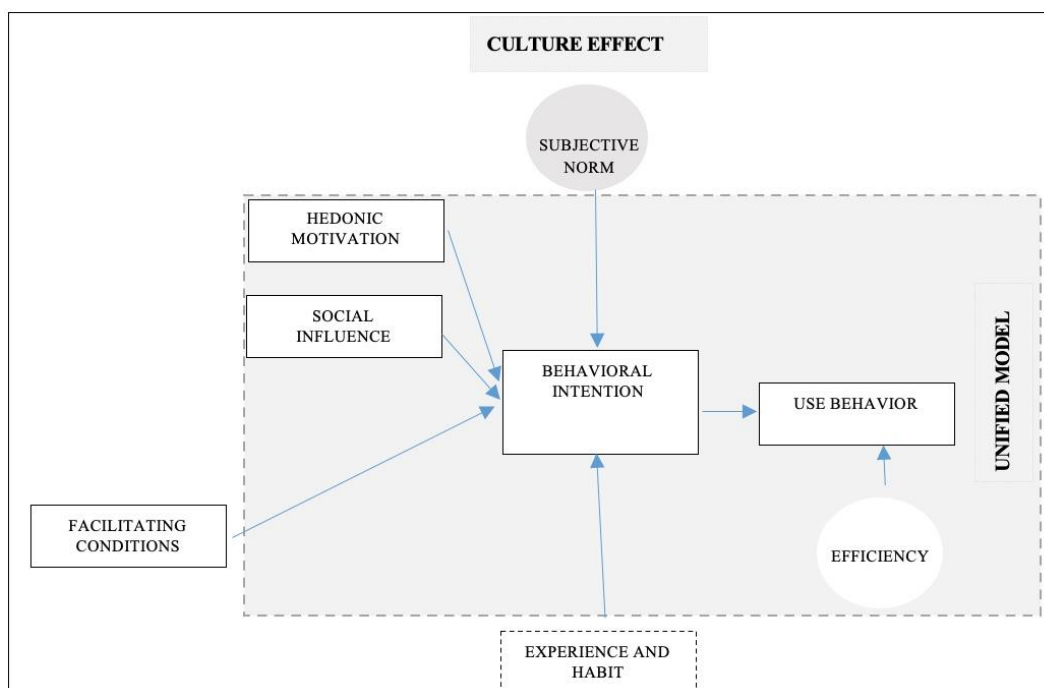 CULTURE EFFECT
SUBJECTIVE
NORM
HEDONIC
MOTIVATION
SOCIAL
INFLUENCE
BEHAVIORAL
INTENTION
USE BEHAVIOR
UNIFIED MODEL
FACILITATING
CONDITIONS
EFFICIENCY
EXPERIENCE AND
HABIT